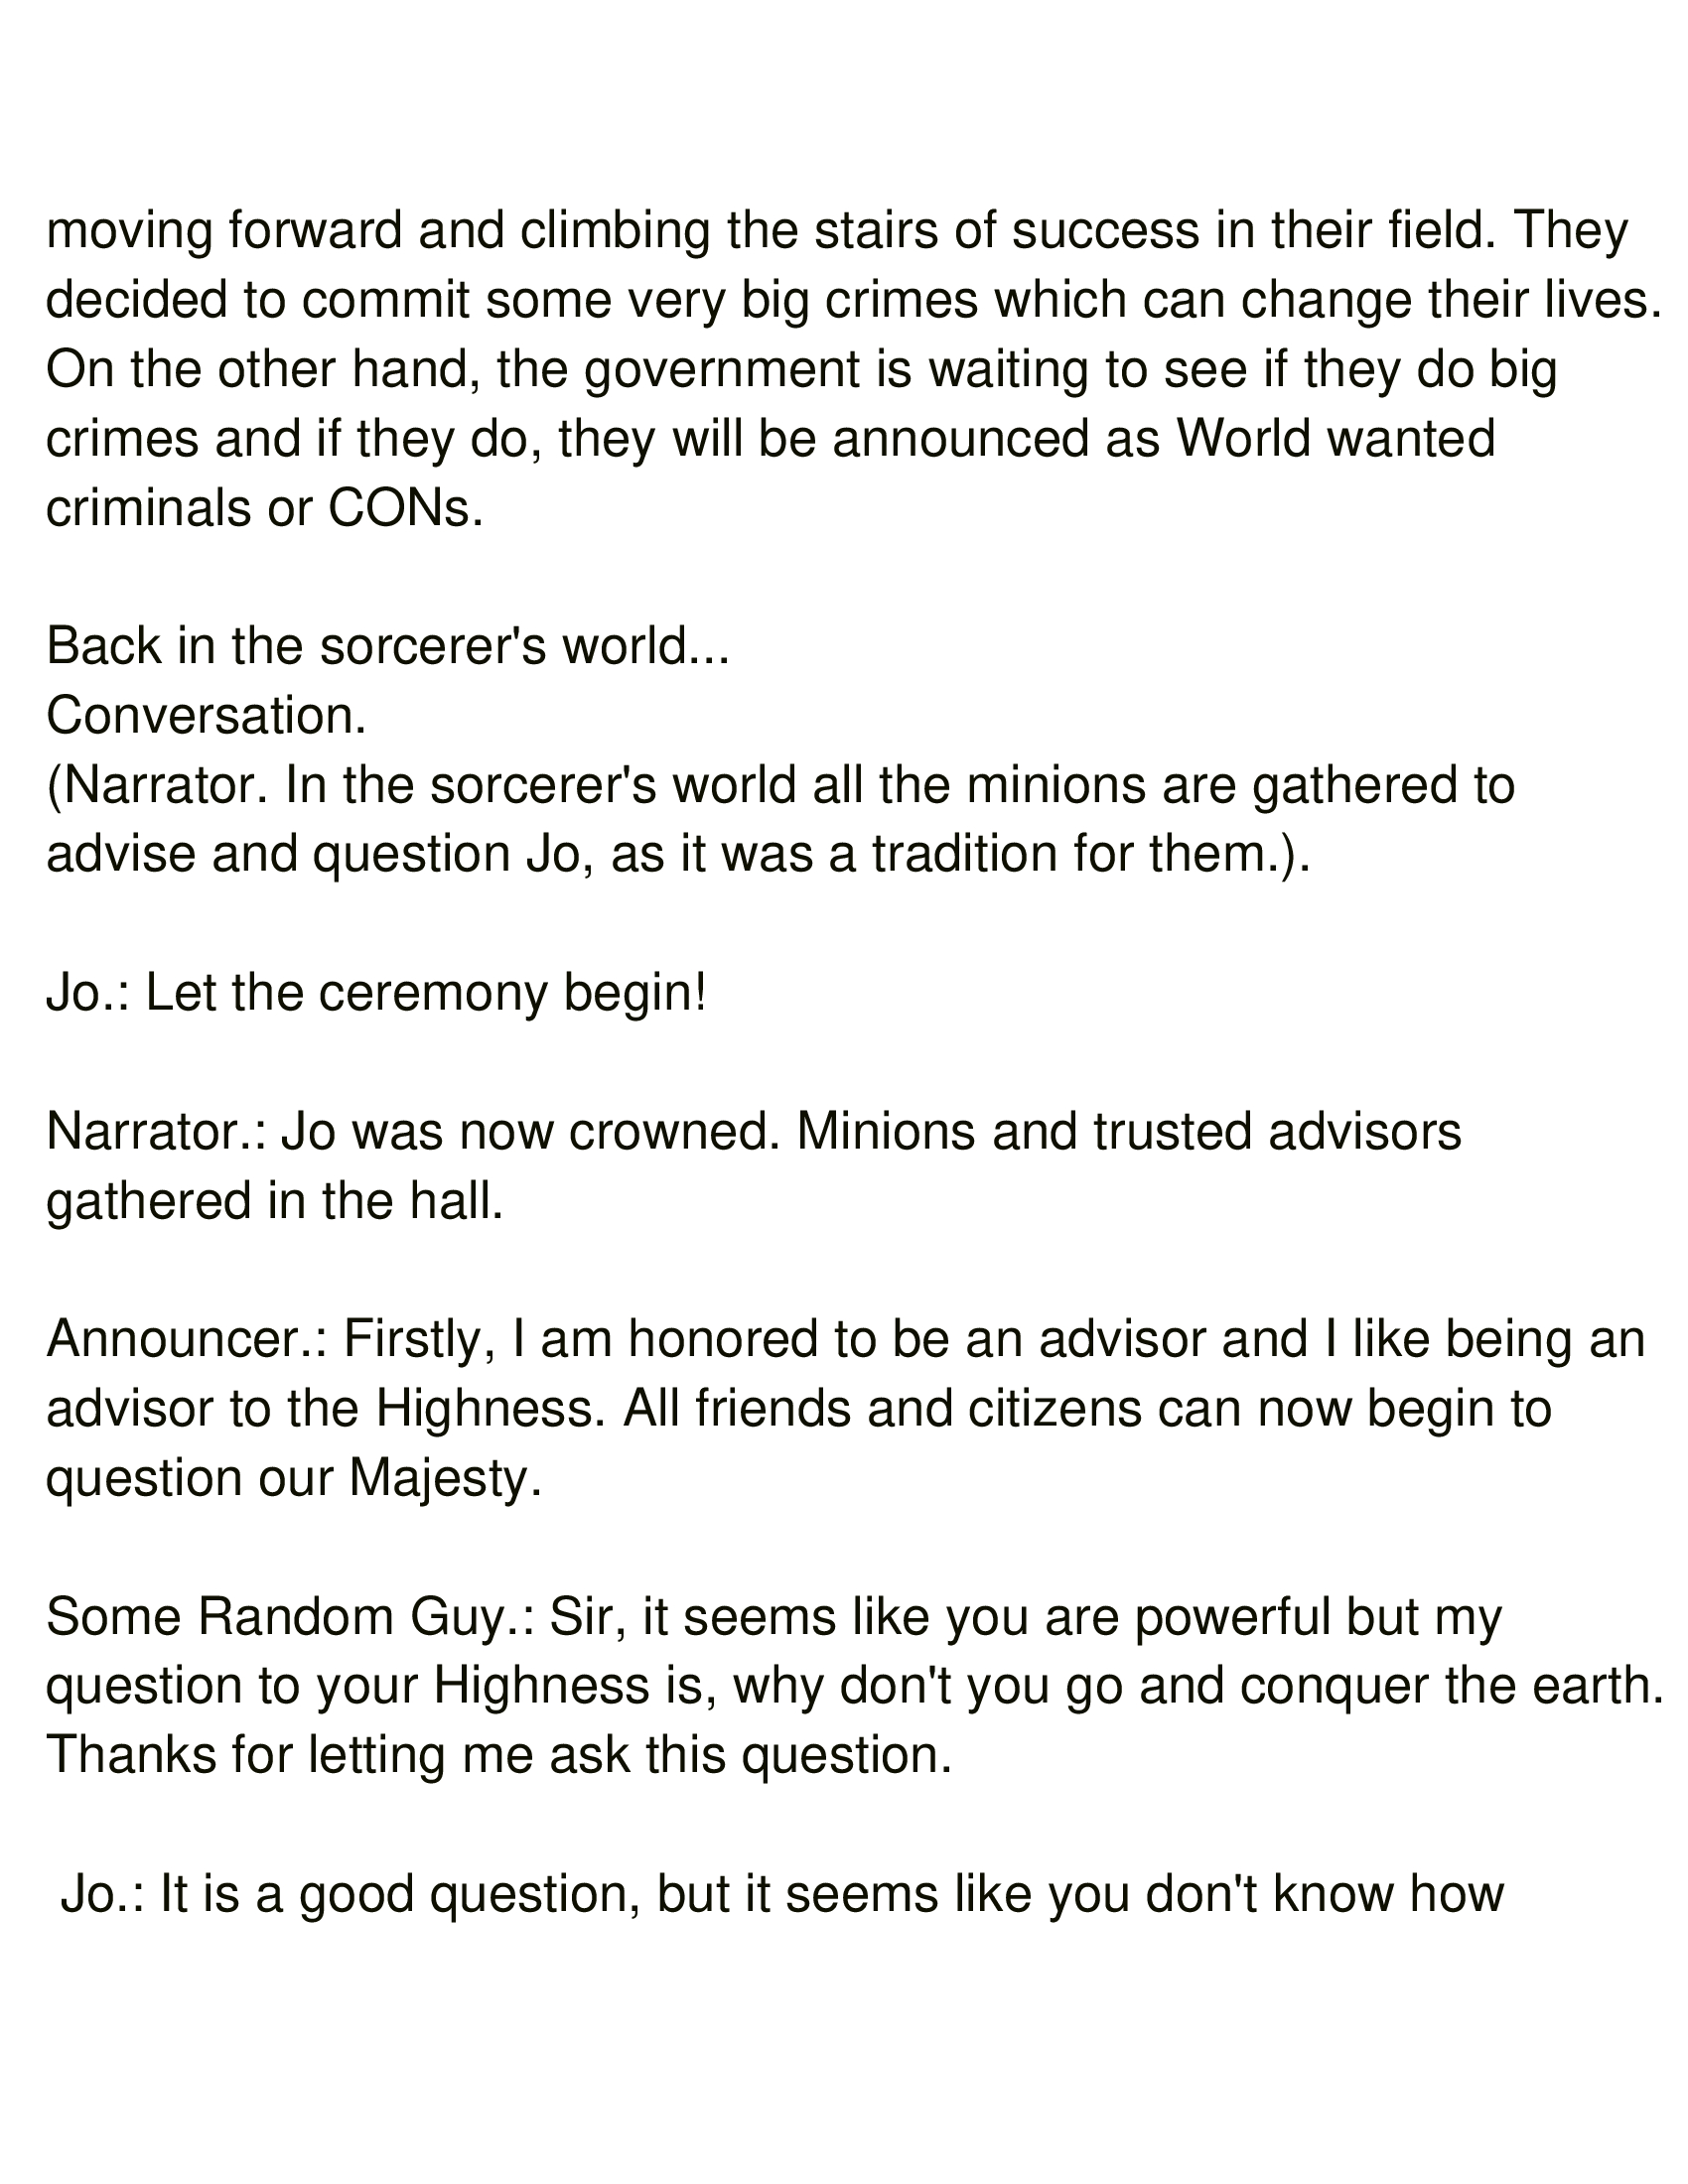 moving forward and climbing the stairs of success in their field. They
decided to commit some very big crimes which can change their lives.
On the other hand, the government is waiting to see if they do big
crimes and if they do, they will be announced as World wanted
criminals or CONs.
Back in the sorcerer's world...
Conversation.
(Narrator. In the sorcerer's world all the minions are gathered to
advise and question Jo, as it was a tradition for them.).
Jo.: Let the ceremony begin!
Narrator.: Jo was now crowned. Minions and trusted advisors
gathered in the hall.
Announcer.: Firstly, I am honored to be an advisor and I like being an
advisor to the Highness. All friends and citizens can now begin to
question our Majesty.
Some Random Guy.: Sir, it seems like you are powerful but my
question to your Highness is, why don't you go and conquer the earth.
Thanks for letting me ask this question.
Jo.: It is a good question, but it seems like you don't know how